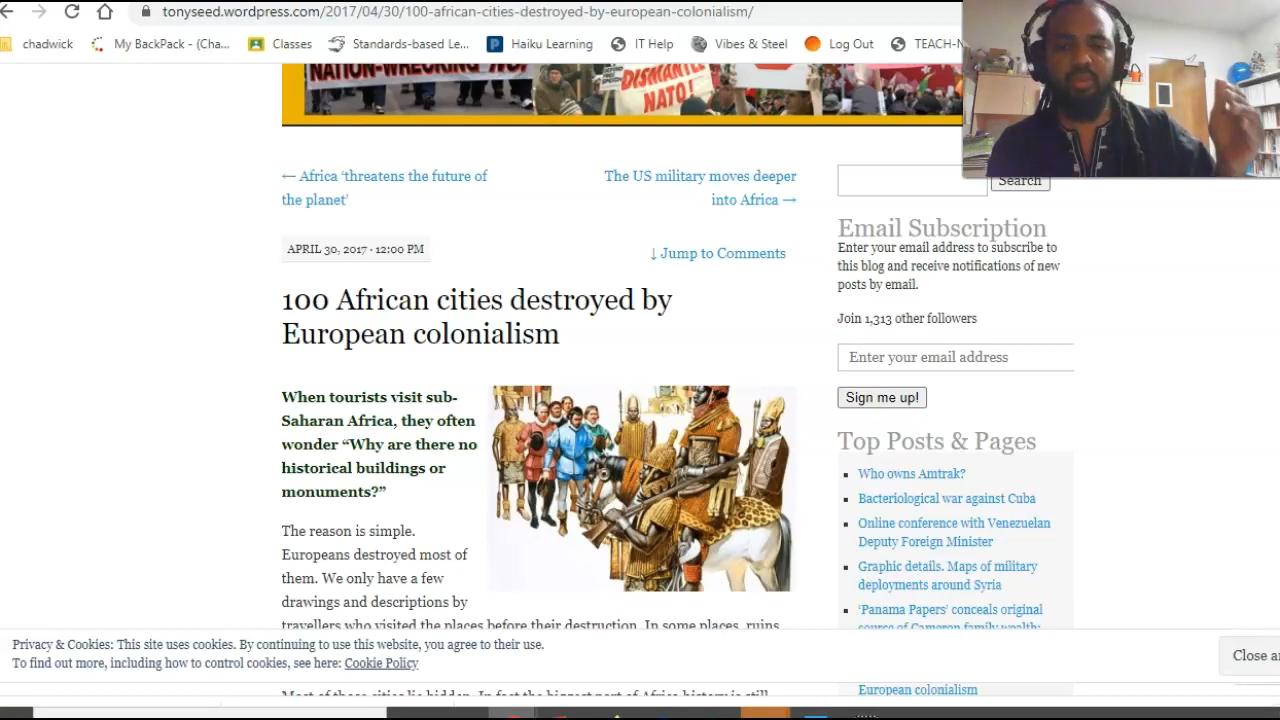 tonyseed.wordpress.com/2017/04/30/100-african-cities-destroyed-by-european-colonialism/
chadwick
My BackPack - (Cha...
Classes
Standards-based Le...
Haiku Learning
IT Help
Vibes & Steel
Log Out
TEACH-N
NATION-WRECKING
DISMANTLE
NATO!
← Africa ‘threatens the future of
the planet’
The US military moves deeper
into Africa →
APRIL 30, 2017 · 12:00 PM
↓ Jump to Comments
100 African cities destroyed by
European colonialism
When tourists visit sub-
Saharan Africa, they often
wonder “Why are there no
historical buildings or
monuments?”
The reason is simple.
Europeans destroyed most of
them. We only have a few
drawings and descriptions by
travellers who visited the places before their destruction. In some places, ruins
Most of these cities lie hidden. In fact the biggest part of Africa history is still
Search
Email Subscription
Enter your email address to subscribe to
this blog and receive notifications of new
posts by email.
Join 1,313 other followers
Enter your email address
Sign me up!
Top Posts & Pages
Who owns Amtrak?
Bacteriological war against Cuba
Online conference with Venezuelan
Deputy Foreign Minister
Graphic details. Maps of military
deployments around Syria
‘Panama Papers’ conceals original
source of Cameron family wealth:
European colonialism
Privacy & Cookies: This site uses cookies. By continuing to use this website, you agree to their use.
To find out more, including how to control cookies, see here: Cookie Policy
Close a